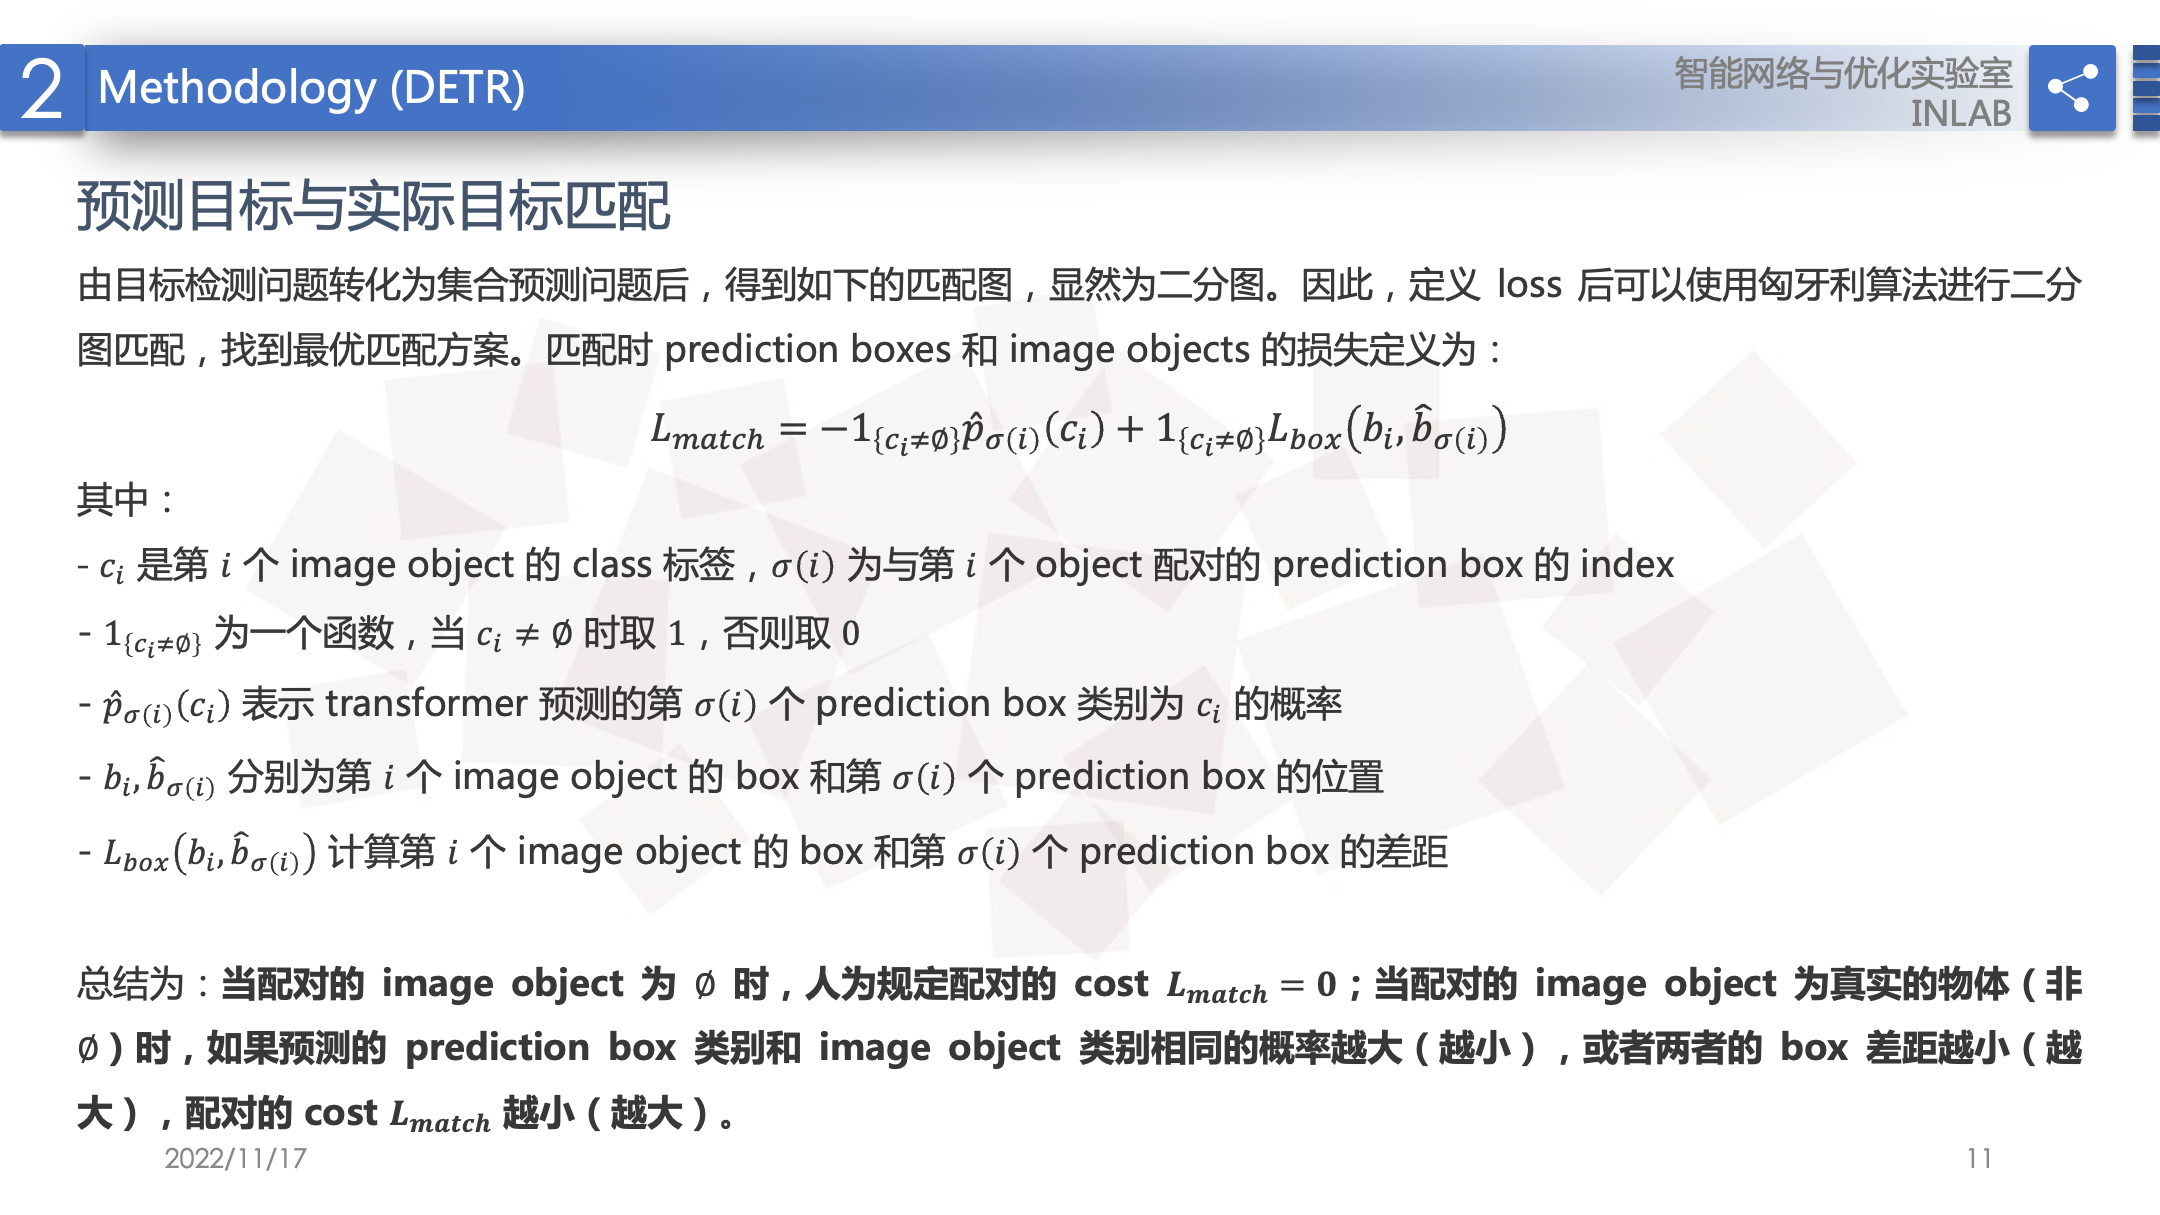 2 Methodology (DETR)
智能网络与优化实验室
INLAB
预测目标与实际目标匹配
由目标检测问题转化为集合预测问题后，得到如下的匹配图，显然为二分图。因此，定义 loss 后可以使用匈牙利算法进行二分
图匹配，找到最优匹配方案。匹配时 prediction boxes 和 image objects 的损失定义为：
$L_{match} = -1_{\{c_i \neq \emptyset\}} \hat{p}_{\sigma(i)}(c_i) + 1_{\{c_i \neq \emptyset\}} L_{box}(b_i, \hat{b}_{\sigma(i)})$
其中：
- $c_i$ 是第 $i$ 个 image object 的 class 标签，$\sigma(i)$ 为与第 $i$ 个 object 配对的 prediction box 的 index
- $1_{\{c_i \neq \emptyset\}}$ 为一个函数，当 $c_i \neq \emptyset$ 时取 1，否则取 0
- $\hat{p}_{\sigma(i)}(c_i)$ 表示 transformer 预测的第 $\sigma(i)$ 个 prediction box 类别为 $c_i$ 的概率
- $b_i, \hat{b}_{\sigma(i)}$ 分别为第 $i$ 个 image object 的 box 和第 $\sigma(i)$ 个 prediction box 的位置
- $L_{box}(b_i, \hat{b}_{\sigma(i)})$ 计算第 $i$ 个 image object 的 box 和第 $\sigma(i)$ 个 prediction box 的差距
总结为：当配对的 image object 为 ∅ 时，人为规定配对的 cost $L_{match} = 0$；当配对的 image object 为真实的物体（非
∅）时，如果预测的 prediction box 类别和 image object 类别相同的概率越大（越小），或者两者的 box 差距越小（越
大），配对的 cost $L_{match}$ 越小（越大）。
2022/11/17
11